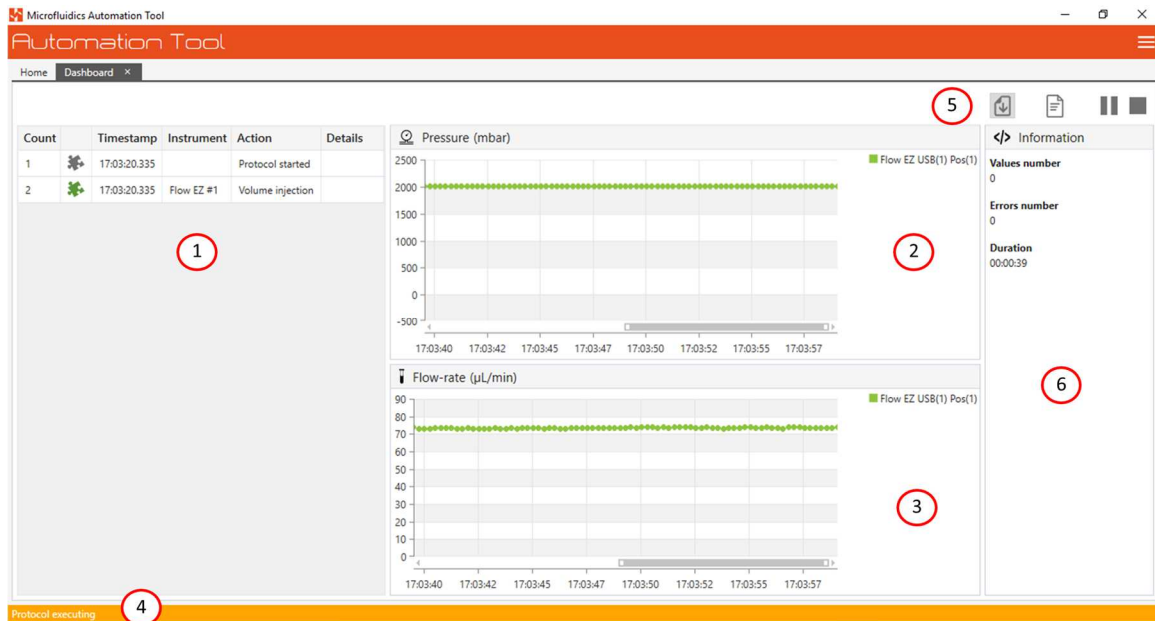 Microfluidics Automation Tool
Automation Tool
Home Dashboard ×
5
Count Timestamp Instrument Action Details
1 17:03:20.335 Protocol started
2 17:03:20.335 Flow EZ #1 Volume injection
1
Pressure (mbar)
Flow EZ USB(1) Pos(1)
2500
2000
1500
1000
500
0
-500
17:03:40 17:03:42 17:03:45 17:03:47 17:03:50 17:03:52 17:03:55 17:03:57
2
Flow-rate (µL/min)
Flow EZ USB(1) Pos(1)
90
80
70
60
50
40
30
20
10
0
17:03:40 17:03:42 17:03:45 17:03:47 17:03:50 17:03:52 17:03:55 17:03:57
3
</> Information
Values number
0
Errors number
0
Duration
00:00:39
6
Protocol executing
4